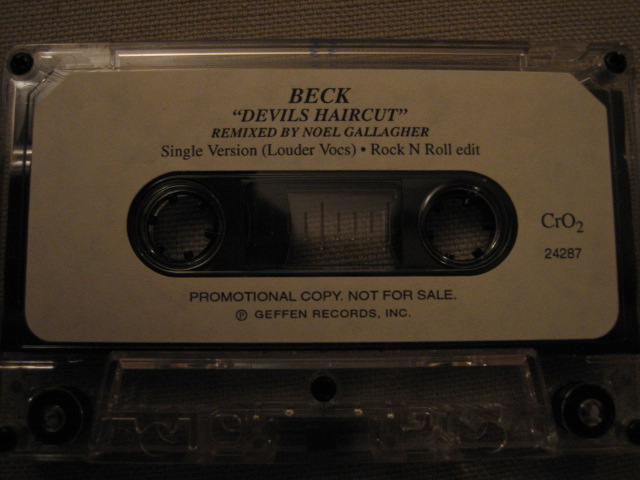 BECK
“DEVILS HAIRCUT”
REMIXED BY NOEL GALLAGHER
Single Version (Louder Vocs) • Rock N Roll edit
CrO₂
24287
PROMOTIONAL COPY. NOT FOR SALE.
℗ GEFFEN RECORDS, INC.